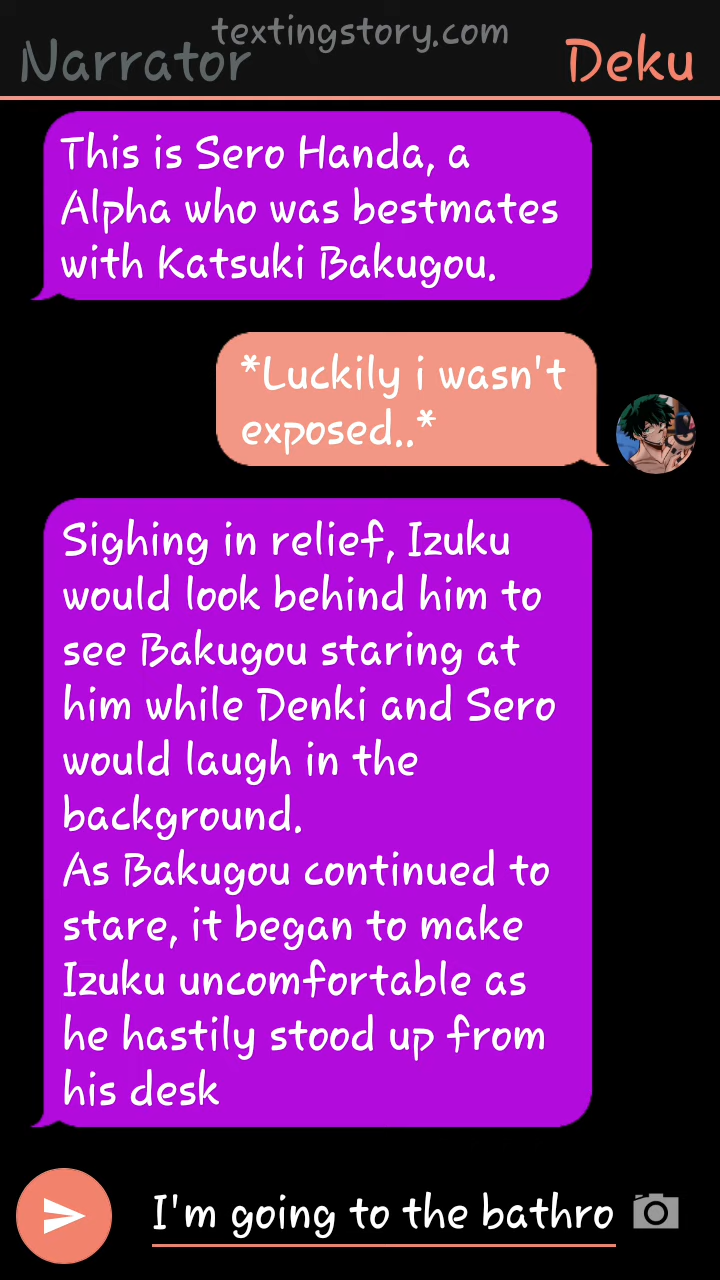 textingstory.com
Narrator
Deku
This is Sero Handa, a
Alpha who was bestmates
with Katsuki Bakugou.
*Luckily i wasn't
exposed..*
Sighing in relief, Izuku
would look behind him to
see Bakugou staring at
him while Denki and Sero
would laugh in the
background.
As Bakugou continued to
stare, it began to make
Izuku uncomfortable as
he hastily stood up from
his desk
I'm going to the bathro